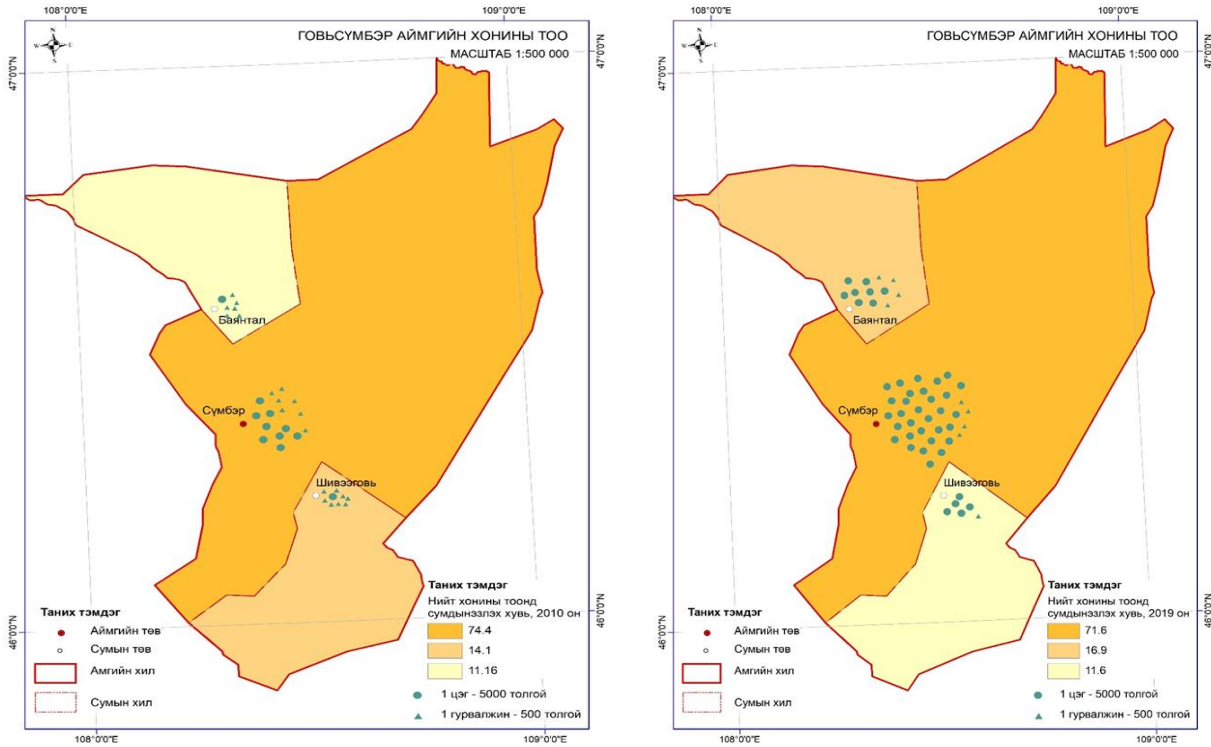 108°0'0"E
109°0'0"E
ГОВЬСҮМБЭР АЙМГИЙН ХОНИНЫ ТОО
МАСШТАБ 1:500 000
N
W
E
S
47°0'0"N
47°0'0"N
Баянтал
Сүмбэр
Шивээговь
46°0'0"N
46°0'0"N
Таних тэмдэг
Аймгийн төв
Сумын төв
Амгийн хил
Сумын хил
Таних тэмдэг
Нийт хонины тоонд
сумдынэзлэх хувь, 2010 он
74.4
14.1
11.16
1 цэг - 5000 толгой
1 гурвалжин - 500 толгой
108°0'0"E
109°0'0"E
108°0'0"E
109°0'0"E
ГОВЬСҮМБЭР АЙМГИЙН ХОНИНЫ ТОО
МАСШТАБ 1:500 000
N
W
E
S
47°0'0"N
47°0'0"N
Баянтал
Сүмбэр
Шивээговь
46°0'0"N
46°0'0"N
Таних тэмдэг
Аймгийн төв
Сумын төв
Амгийн хил
Сумын хил
Таних тэмдэг
Нийт хонины тоонд
сумдынэзлэх хувь, 2019 он
71.6
16.9
11.6
1 цэг - 5000 толгой
1 гурвалжин - 500 толгой
108°0'0"E
109°0'0"E